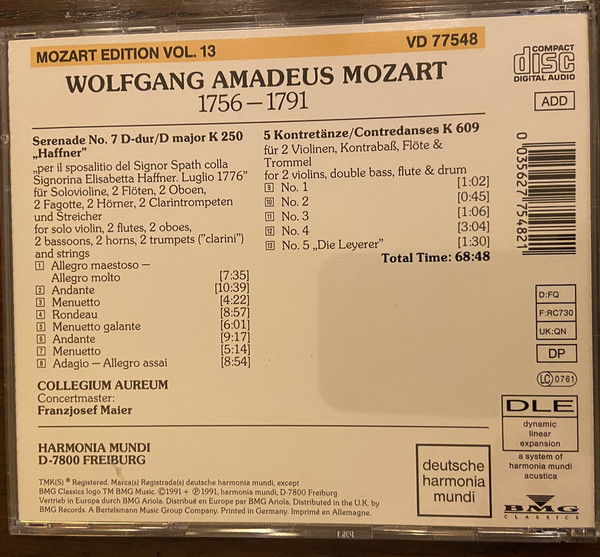 MOZART EDITION VOL. 13
VD 77548
WOLFGANG AMADEUS MOZART
1756 – 1791
Serenade No. 7 D-dur/D major K 250
„Haffner”
„per il sposalitio del Signor Spath colla
Signorina Elisabetta Haffner. Luglio 1776”
für Solovioline, 2 Flöten, 2 Oboen,
2 Fagotte, 2 Hörner, 2 Clarintrompeten
und Streicher
for solo violin, 2 flutes, 2 oboes,
2 bassoons, 2 horns, 2 trumpets (”clarini”)
and strings
1 Allegro maestoso –
Allegro molto [7:35]
2 Andante [10:39]
3 Menuetto [4:22]
4 Rondeau [8:57]
5 Menuetto galante [6:01]
6 Andante [9:17]
7 Menuetto [5:14]
8 Adagio – Allegro assai [8:54]
COLLEGIUM AUREUM
Concertmaster:
Franzjosef Maier
5 Kontretänze/Contredanses K 609
für 2 Violinen, Kontrabaß, Flöte &
Trommel
for 2 violins, double bass, flute & drum
9 No. 1 [1:02]
10 No. 2 [0:45]
11 No. 3 [1:06]
12 No. 4 [3:04]
13 No. 5 „Die Leyerer” [1:30]
Total Time: 68:48
COMPACT
disc
DIGITAL AUDIO
ADD
0 035627 754821
D:FQ
F:RC730
UK:QN
DP
LC 0761
DLE
dynamic
linear
expansion
a system of
harmonia mundi
acustica
BMG
CLASSICS
deutsche
harmonia
mundi
HARMONIA MUNDI
D-7800 FREIBURG
TMK(S) ® Registered. Marca(s) Registrada(s) deutsche harmonia mundi, except
BMG Classics logo TM BMG Music. ©1991 + ℗1991, harmonia mundi, D-7800 Freiburg
Vertrieb in Europa durch BMG Ariola. Distribué en Europe par BMG Ariola. Distributed in the U.K. by
BMG Records. A Bertelsmann Music Group Company. Printed in Germany. Imprimé en Allemagne.